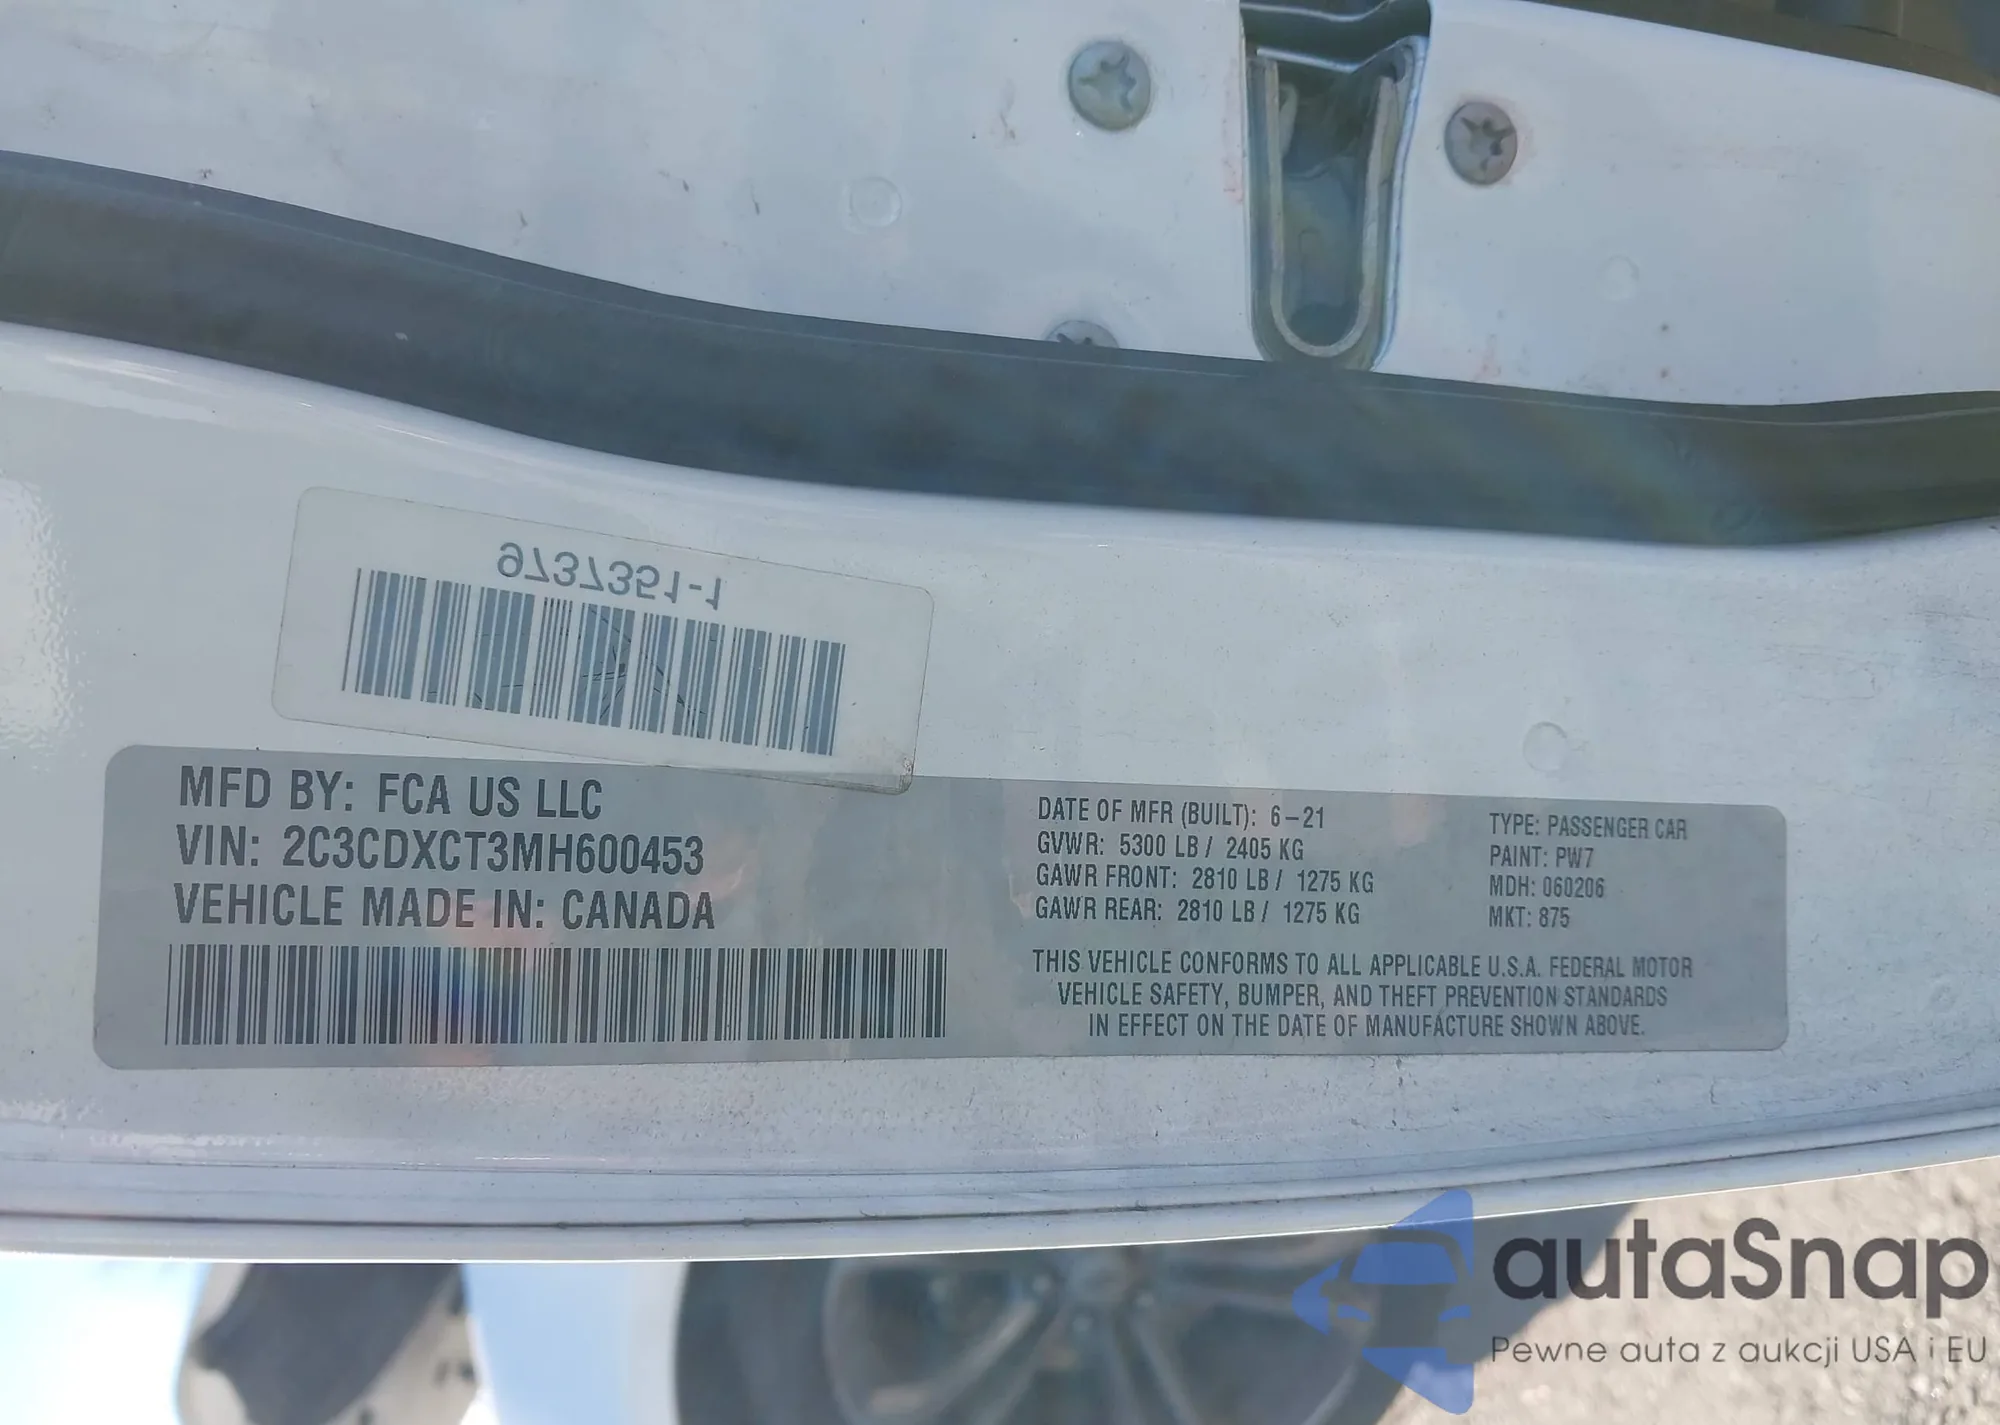 9737351-1
MFD BY: FCA US LLC
VIN: 2C3CDXCT3MH600453
VEHICLE MADE IN: CANADA
DATE OF MFR (BUILT): 6-21
GVWR: 5300 LB / 2405 KG
GAWR FRONT: 2810 LB / 1275 KG
GAWR REAR: 2810 LB / 1275 KG
TYPE: PASSENGER CAR
PAINT: PW7
MDH: 060206
MKT: 875
THIS VEHICLE CONFORMS TO ALL APPLICABLE U.S.A. FEDERAL MOTOR
VEHICLE SAFETY, BUMPER, AND THEFT PREVENTION STANDARDS
IN EFFECT ON THE DATE OF MANUFACTURE SHOWN ABOVE.
autaSnap
Pewne auta z aukcji USA i EU